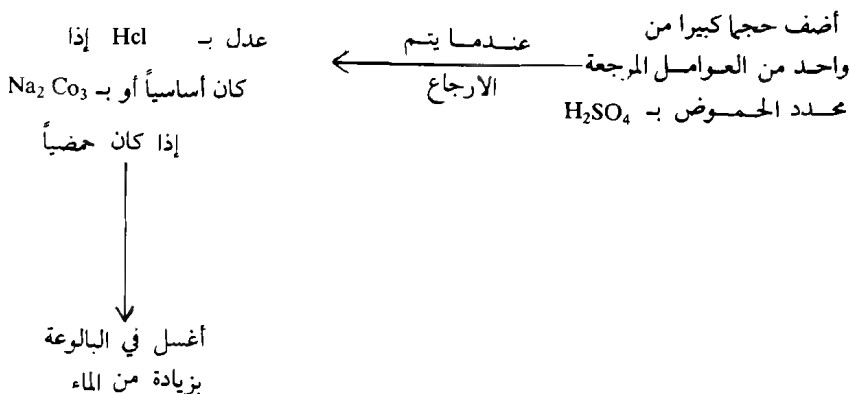 أضف حجما كبيرا من
واحد من العوامل المرجعة
محدد الحموض بـ H₂SO₄
عندما يتم
الارجاع
عدل بـ Hcl إذا
كان أساسياً أو بـ Na₂ Co₃
إذا كان حمضياً
أغسل في البالوعة
بزيادة من الماء